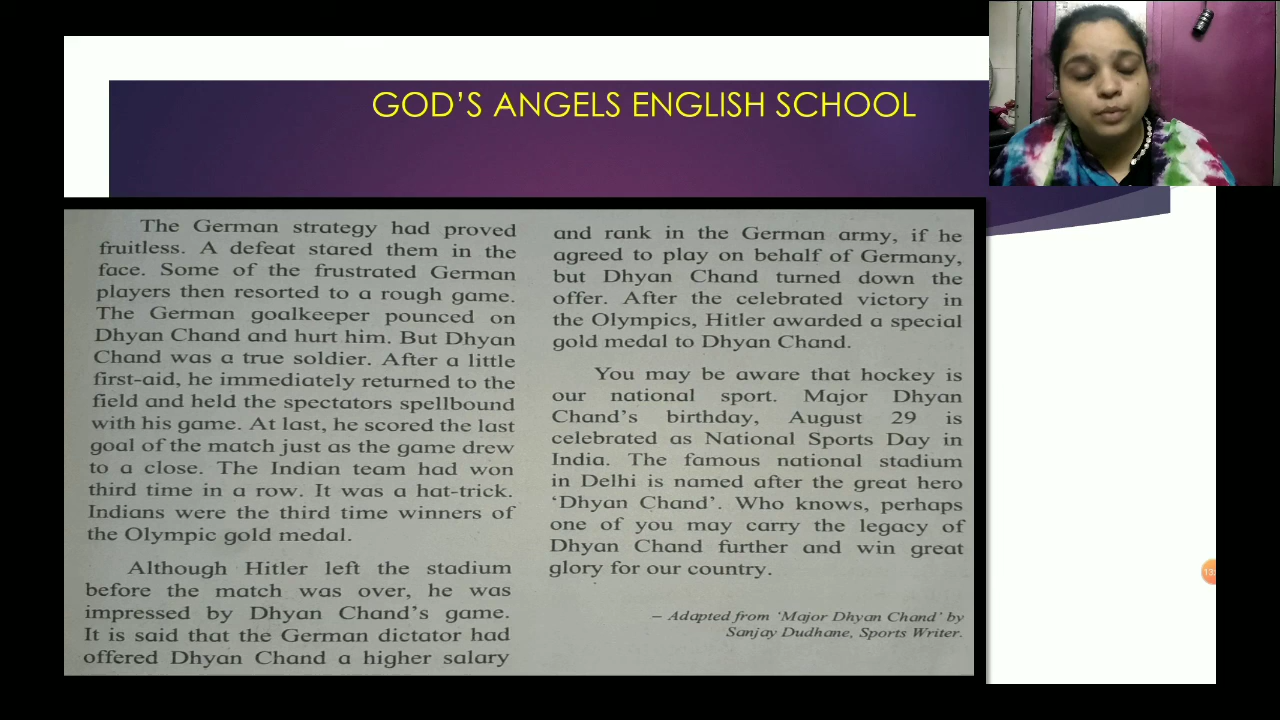 GOD'S ANGELS ENGLISH SCHOOL
The German strategy had proved
fruitless. A defeat stared them in the
face. Some of the frustrated German
players then resorted to a rough game.
The German goalkeeper pounced on
Dhyan Chand and hurt him. But Dhyan
Chand was a true soldier. After a little
first-aid, he immediately returned to the
field and held the spectators spellbound
with his game. At last, he scored the last
goal of the match just as the game drew
to a close. The Indian team had won
third time in a row. It was a hat-trick.
Indians were the third time winners of
the Olympic gold medal.
Although Hitler left the stadium
before the match was over, he was
impressed by Dhyan Chand's game.
It is said that the German dictator had
offered Dhyan Chand a higher salary
and rank in the German army, if he
agreed to play on behalf of Germany,
but Dhyan Chand turned down the
offer. After the celebrated victory in
the Olympics, Hitler awarded a special
gold medal to Dhyan Chand.
You may be aware that hockey is
our national sport. Major Dhyan
Chand's birthday, August 29 is
celebrated as National Sports Day in
India. The famous national stadium
in Delhi is named after the great hero
'Dhyan Chand'. Who knows, perhaps
one of you may carry the legacy of
Dhyan Chand further and win great
glory for our country.
– Adapted from 'Major Dhyan Chand' by
Sanjay Dudhane, Sports Writer.